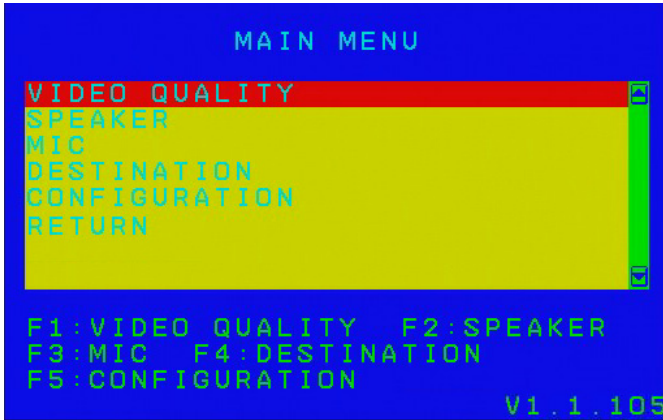 MAIN MENU
VIDEO QUALITY
SPEAKER
MIC
DESTINATION
CONFIGURATION
RETURN
F1:VIDEO QUALITY F2:SPEAKER
F3:MIC F4:DESTINATION
F5:CONFIGURATION
V1.1.105